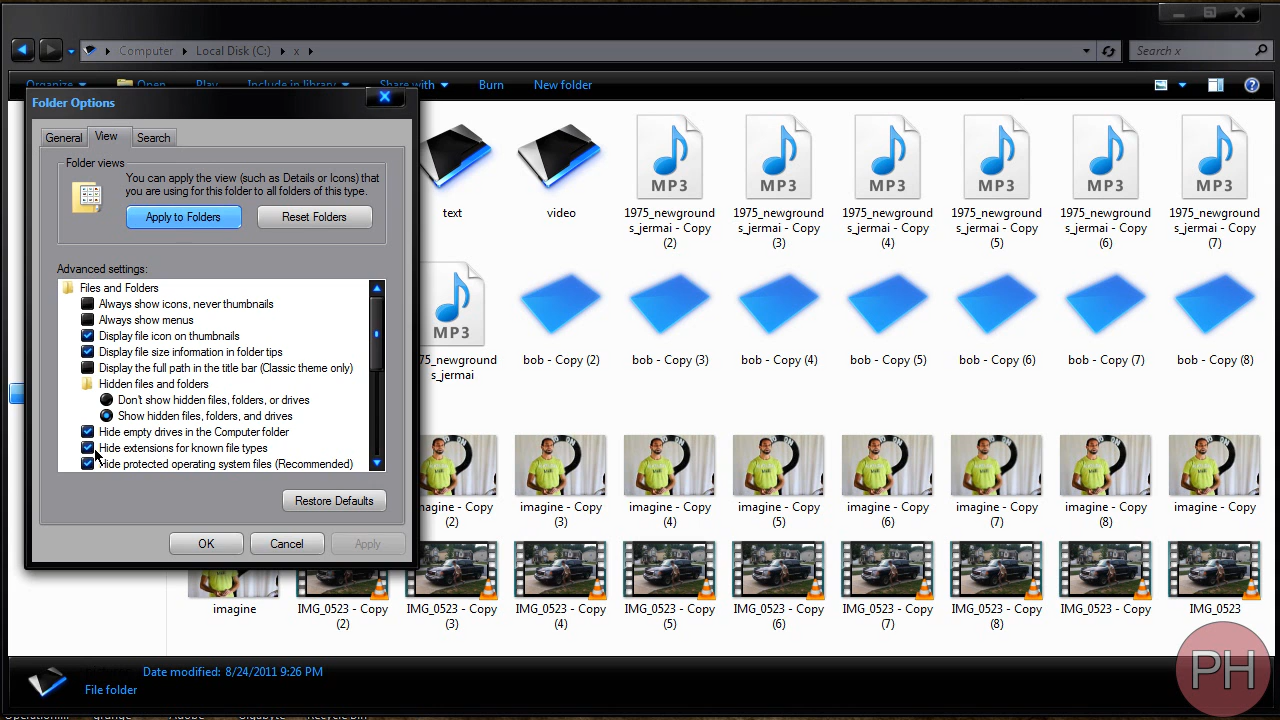 Computer Local Disk (C:) x
Search x
Organize Open Play Include in library Share with Burn New folder
Folder Options
General View Search
Folder views
You can apply the view (such as Details or Icons) that
you are using for this folder to all folders of this type.
Apply to Folders Reset Folders
Advanced settings:
Files and Folders
Always show icons, never thumbnails
Always show menus
Display file icon on thumbnails
Display file size information in folder tips
Display the full path in the title bar (Classic theme only)
Hidden files and folders
Don't show hidden files, folders, or drives
Show hidden files, folders, and drives
Hide empty drives in the Computer folder
Hide extensions for known file types
Hide protected operating system files (Recommended)
Restore Defaults
OK Cancel Apply
MP3 MP3 MP3 MP3 MP3 MP3
text
video
1975_newground
s_jermai - Copy
(2)
1975_newground
s_jermai - Copy
(3)
1975_newground
s_jermai - Copy
(4)
1975_newground
s_jermai - Copy
(5)
1975_newground
s_jermai - Copy
(6)
1975_newground
s_jermai - Copy
(7)
MP3
75_newground
s_jermai
bob - Copy (2)
bob - Copy (3)
bob - Copy (4)
bob - Copy (5)
bob - Copy (6)
bob - Copy (7)
bob - Copy (8)
imagine - Copy
(2)
imagine - Copy
(3)
imagine - Copy
(4)
imagine - Copy
(5)
imagine - Copy
(6)
imagine - Copy
(7)
imagine - Copy
(8)
imagine - Copy
imagine
IMG_0523 - Copy
(2)
IMG_0523 - Copy
(3)
IMG_0523 - Copy
(4)
IMG_0523 - Copy
(5)
IMG_0523 - Copy
(6)
IMG_0523 - Copy
(7)
IMG_0523 - Copy
(8)
IMG_0523 - Copy
IMG_0523
Date modified: 8/24/2011 9:26 PM
File folder
PH